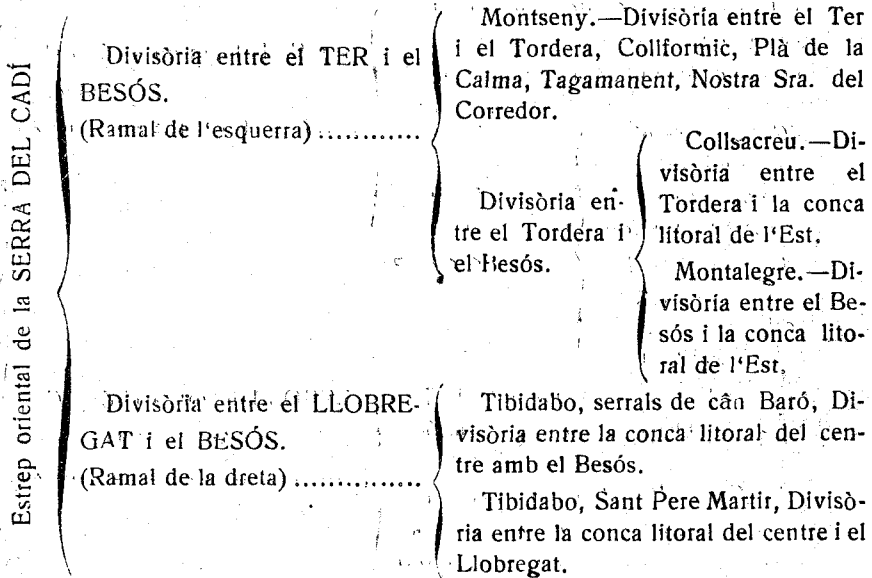 Estrep oriental de la SERRA DEL CADÍ
Divisòria entre el TER i el
BESÓS.
(Ramal de l‘esquerra) ............
Montseny.—Divisòria entre el Ter
i el Tordera, Collformic, Plà de la
Calma, Tagamanent, Nostra Sra. del
Corredor.
Divisòria en-
tre el Tordera i
el Besós.
Collsacreu.—Di-
visòria entre el
Tordera i la conca
litoral de l‘Est.
Montalegre.—Di-
visòria entre el Be-
sós i la conca lito-
ral de l‘Est.
Divisòria entre el LLOBRE-
GAT i el BESÓS.
(Ramal de la dreta) ...............
Tibidabo, serrals de cân Baró, Di-
visòria entre la conca litoral del cen-
tre amb el Besós.
Tibidabo, Sant Pere Martir, Divisò-
ria entre la conca litoral del centre i el
Llobregat.